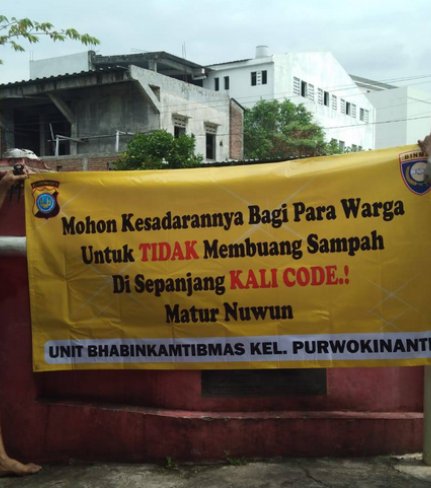 Mohon Kesadarannya Bagi Para Warga
Untuk TIDAK Membuang Sampah
Di Sepanjang KALI CODE.!
Matur Nuwun
UNIT BHABINKAMTIBMAS KEL. PURWOKINANTI